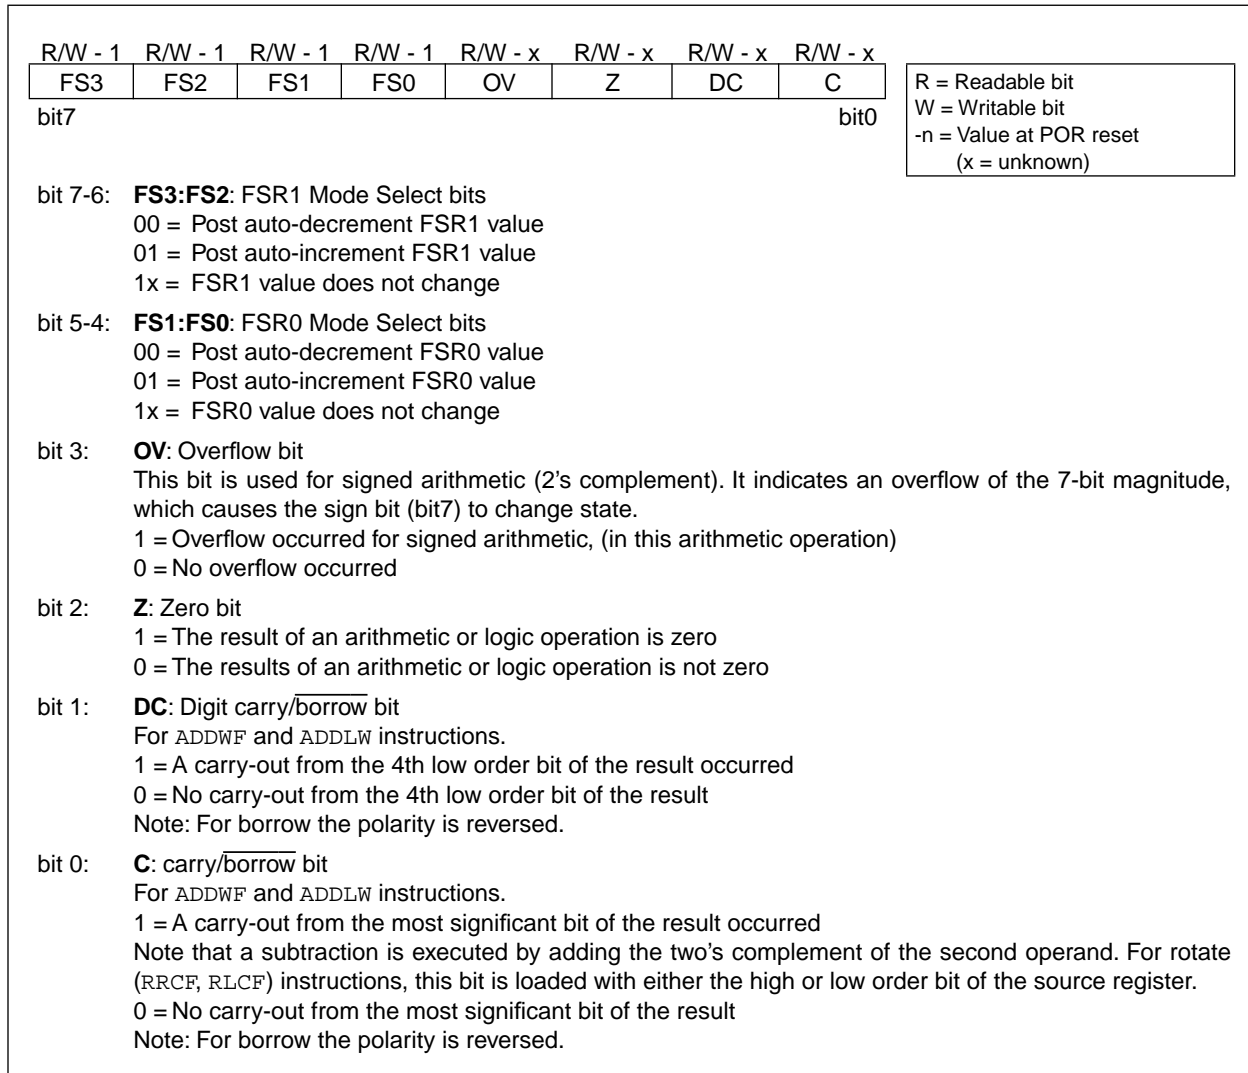 R/W - 1 R/W - 1 R/W - 1 R/W - 1 R/W - x R/W - x R/W - x R/W - x
FS3 FS2 FS1 FS0 OV Z DC C
bit7 bit0
R = Readable bit
W = Writable bit
-n = Value at POR reset
(x = unknown)
bit 7-6: FS3:FS2: FSR1 Mode Select bits
00 = Post auto-decrement FSR1 value
01 = Post auto-increment FSR1 value
1x = FSR1 value does not change
bit 5-4: FS1:FS0: FSR0 Mode Select bits
00 = Post auto-decrement FSR0 value
01 = Post auto-increment FSR0 value
1x = FSR0 value does not change
bit 3: OV: Overflow bit
This bit is used for signed arithmetic (2's complement). It indicates an overflow of the 7-bit magnitude,
which causes the sign bit (bit7) to change state.
1 = Overflow occurred for signed arithmetic, (in this arithmetic operation)
0 = No overflow occurred
bit 2: Z: Zero bit
1 = The result of an arithmetic or logic operation is zero
0 = The results of an arithmetic or logic operation is not zero
bit 1: DC: Digit carry/borrow bit
For ADDWF and ADDLW instructions.
1 = A carry-out from the 4th low order bit of the result occurred
0 = No carry-out from the 4th low order bit of the result
Note: For borrow the polarity is reversed.
bit 0: C: carry/borrow bit
For ADDWF and ADDLW instructions.
1 = A carry-out from the most significant bit of the result occurred
Note that a subtraction is executed by adding the two’s complement of the second operand. For rotate
(RRCF, RLCF) instructions, this bit is loaded with either the high or low order bit of the source register.
0 = No carry-out from the most significant bit of the result
Note: For borrow the polarity is reversed.